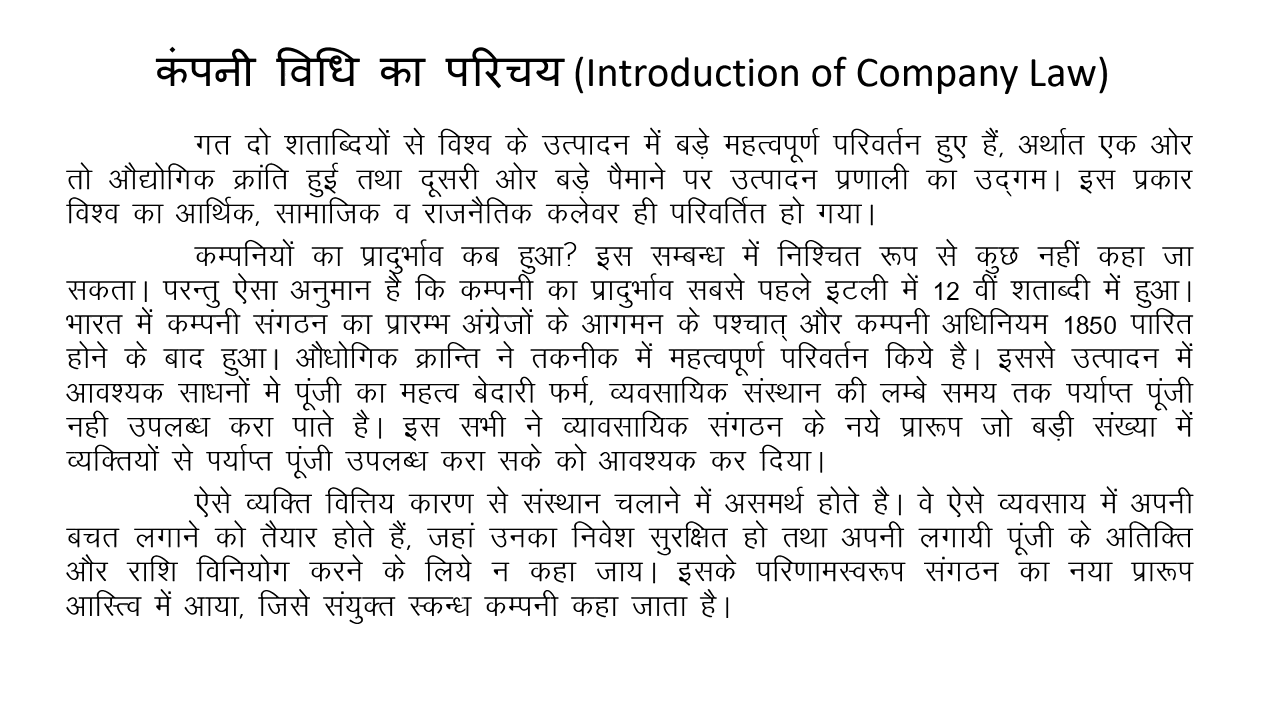 कंपनी विधि का परिचय (Introduction of Company Law)
गत दो शताब्दियों से विश्व के उत्पादन में बड़े महत्वपूर्ण परिवर्तन हुए हैं, अर्थात एक ओर
तो औद्योगिक क्रांति हुई तथा दूसरी ओर बड़े पैमाने पर उत्पादन प्रणाली का उद्गम। इस प्रकार
विश्व का आर्थिक, सामाजिक व राजनैतिक कलेवर ही परिवर्तित हो गया।
कम्पनियों का प्रादुर्भाव कब हुआ? इस सम्बन्ध में निश्चित रूप से कुछ नहीं कहा जा
सकता। परन्तु ऐसा अनुमान है कि कम्पनी का प्रादुर्भाव सबसे पहले इटली में 12 वीं शताब्दी में हुआ।
भारत में कम्पनी संगठन का प्रारम्भ अंग्रेजों के आगमन के पश्चात् और कम्पनी अधिनियम 1850 पारित
होने के बाद हुआ। औधोगिक क्रान्ति ने तकनीक में महत्वपूर्ण परिवर्तन किये है। इससे उत्पादन में
आवश्यक साधनों मे पूंजी का महत्व बेदारी फर्म, व्यवसायिक संस्थान की लम्बे समय तक पर्याप्त पूंजी
नही उपलब्ध करा पाते है। इस सभी ने व्यावसायिक संगठन के नये प्रारूप जो बड़ी संख्या में
व्यक्तियों से पर्याप्त पूंजी उपलब्ध करा सके को आवश्यक कर दिया।
ऐसे व्यक्ति वित्तिय कारण से संस्थान चलाने में असमर्थ होते है। वे ऐसे व्यवसाय में अपनी
बचत लगाने को तैयार होते हैं, जहां उनका निवेश सुरक्षित हो तथा अपनी लगायी पूंजी के अतिक्ति
और राशि विनियोग करने के लिये न कहा जाय। इसके परिणामस्वरूप संगठन का नया प्रारूप
आस्त्वि में आया, जिसे संयुक्त स्कन्ध कम्पनी कहा जाता है।